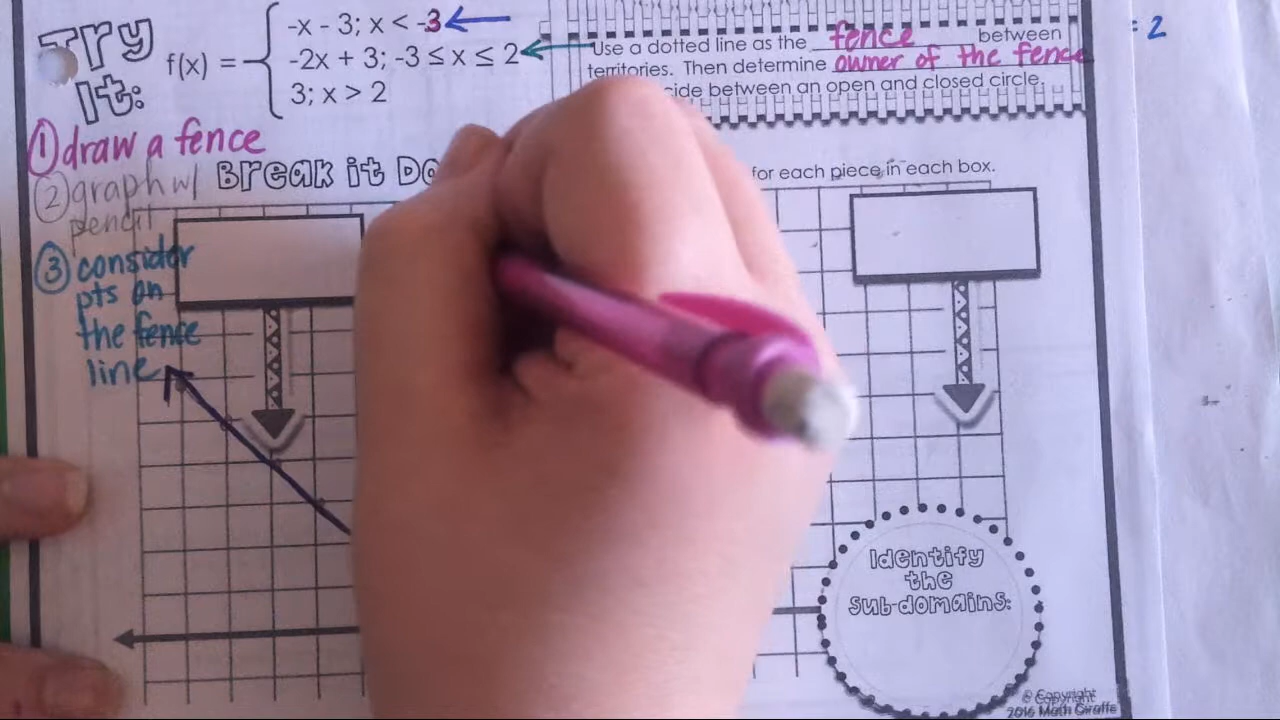 Try It:
f(x) =
-x - 3; x < -3
-2x + 3; -3 ≤ x ≤ 2
3; x > 2
Use a dotted line as the fence between
territories. Then determine owner of the fence
between an open and closed circle.
= 2
① draw a fence
② graph w/
pencil
③ consider
pts on
the fence
line
Break it
for each piece in each box.
Identify
the
sub-domains:
© Copyright
2016 Math Giraffe